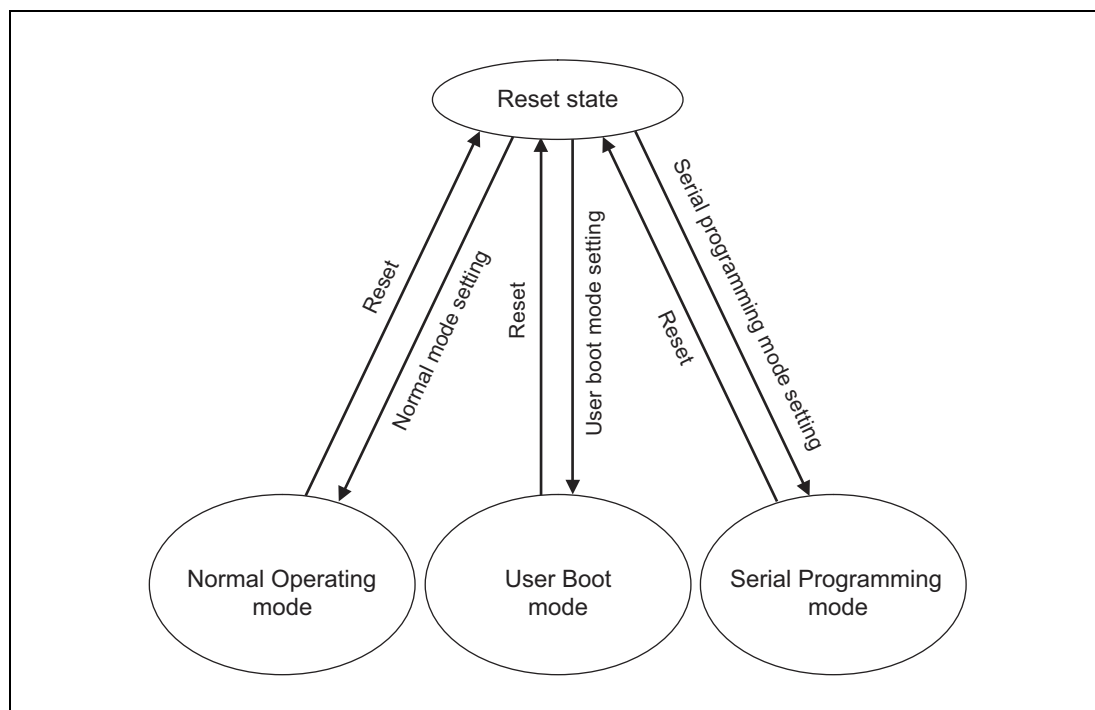 Reset state
Reset
Normal mode setting
Reset
User boot mode setting
Reset
Serial programming mode setting
Normal Operating
mode
User Boot
mode
Serial Programming
mode